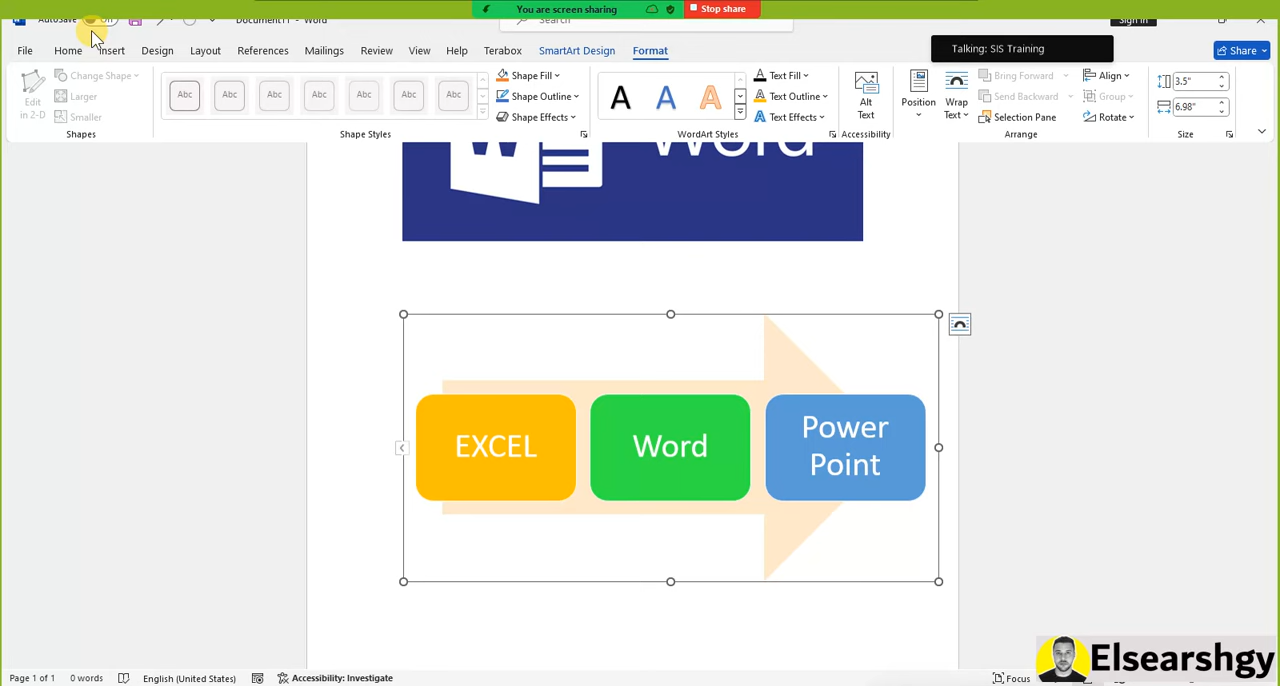 You are screen sharing
Stop share
AutoSave Off
Document11 - Word
Search
Sign in
File Home Insert Design Layout References Mailings Review View Help Terabox SmartArt Design Format
Talking: SIS Training
Share
Edit in 2-D
Change Shape
Larger
Smaller
Shapes
Abc Abc Abc Abc Abc Abc Abc
Shape Styles
Shape Fill
Shape Outline
Shape Effects
A A A
WordArt Styles
Text Fill
Text Outline
Text Effects
Alt Text
Accessibility
Position
Wrap Text
Bring Forward
Send Backward
Selection Pane
Align
Group
Rotate
Arrange
3.5"
6.98"
Size
W Word
EXCEL
Word
Power
Point
Page 1 of 1 0 words English (United States) Accessibility: Investigate Focus
Elsearshgy